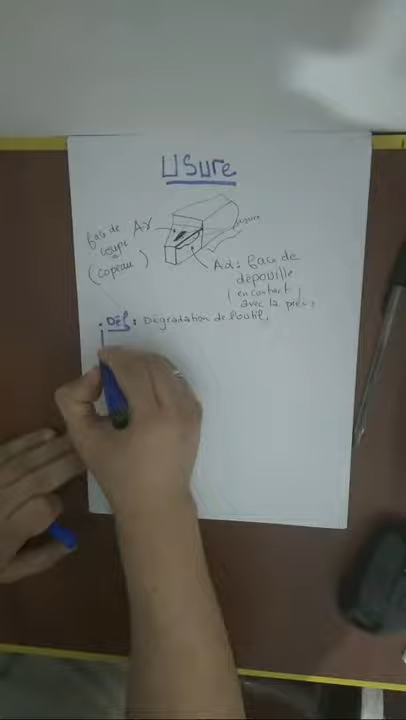 Usure
face de
coupe Aγ
(copeau)
usure
Aα : face de
dépouille
(en contact)
avec la pièce
• Déf : Dégradation de l'outil,